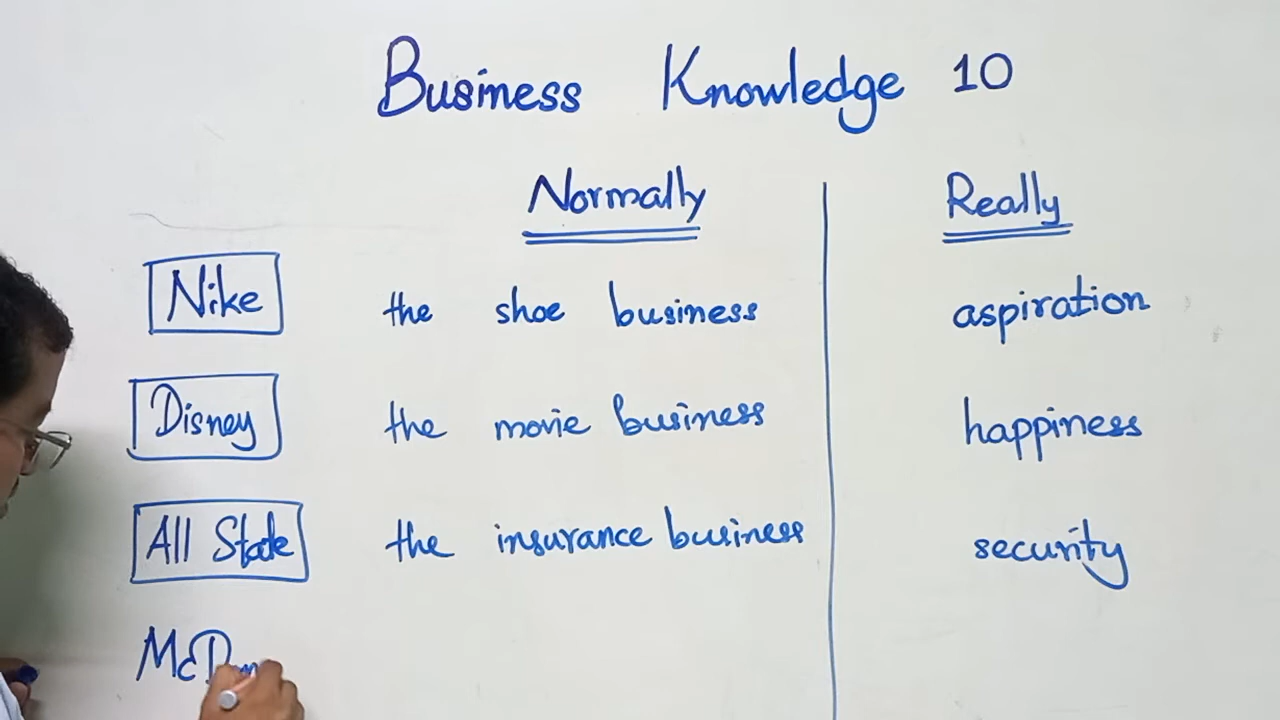 Business Knowledge 10
Normally Really
Nike the shoe business aspiration
Disney the movie business happiness
All State the insurance business security